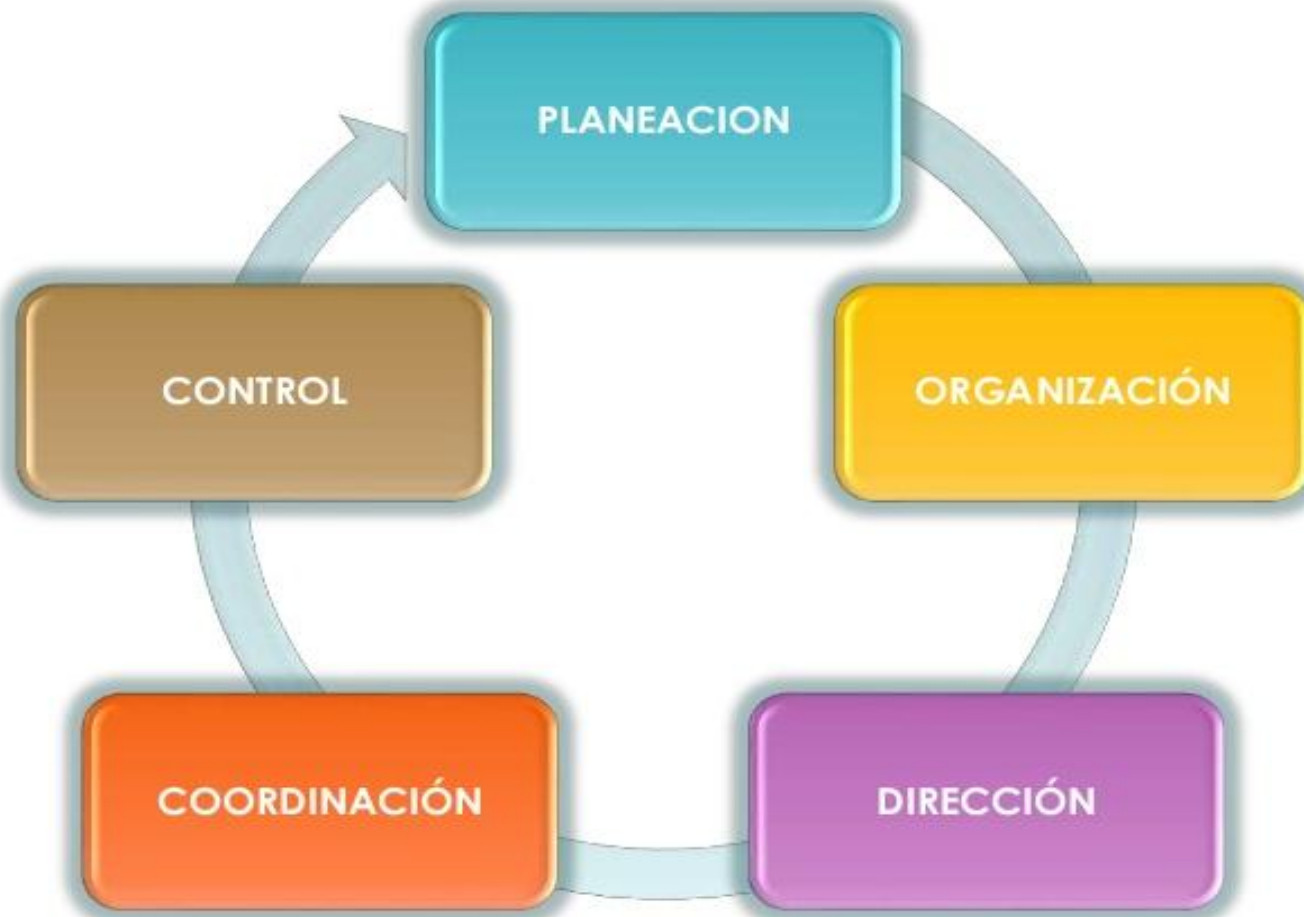 PLANEACION
ORGANIZACIÓN
DIRECCIÓN
COORDINACIÓN
CONTROL